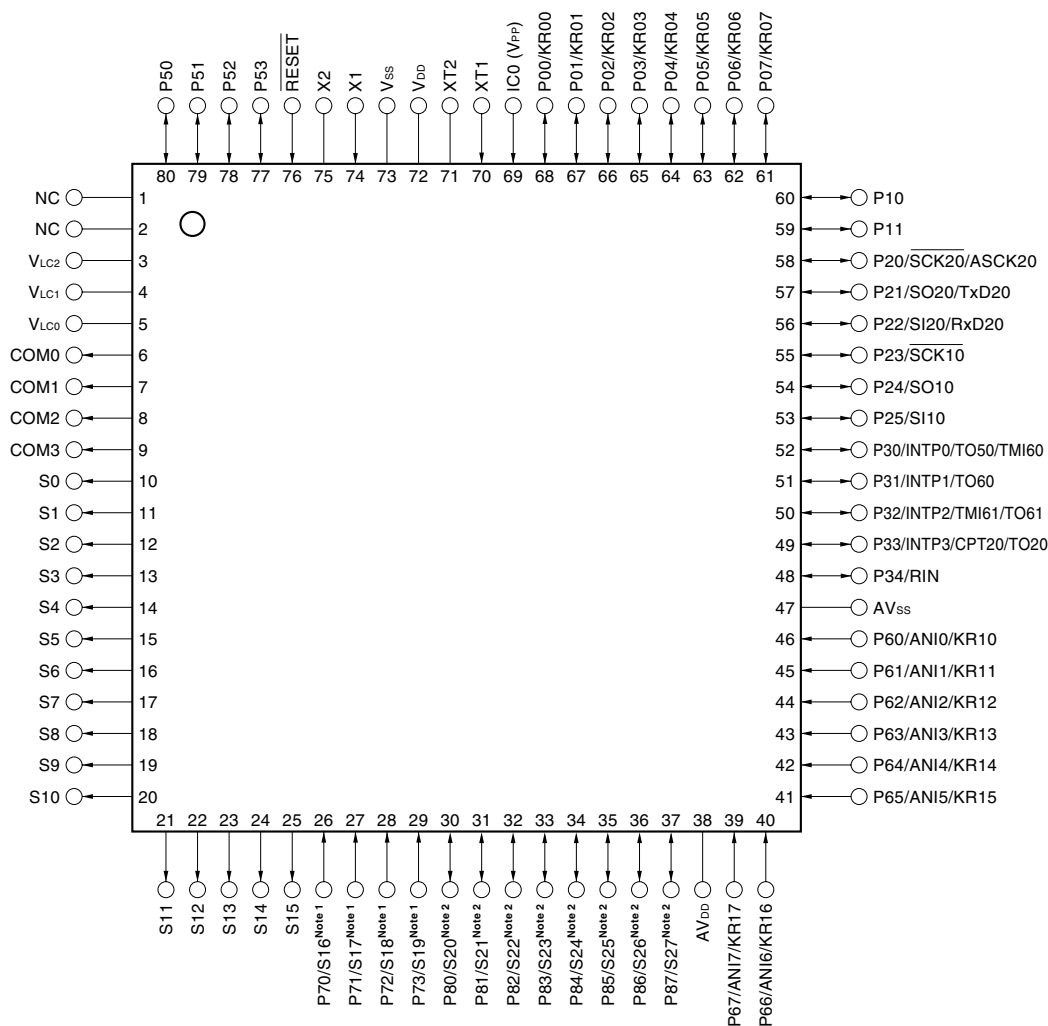 P50
P51
P52
P53
RESET
X2
X1
VSS
VDD
XT2
XT1
IC0 (VPP)
P00/KR00
P01/KR01
P02/KR02
P03/KR03
P04/KR04
P05/KR05
P06/KR06
P07/KR07
80 79 78 77 76 75 74 73 72 71 70 69 68 67 66 65 64 63 62 61
NC 1
NC 2
VLC2 3
VLC1 4
VLC0 5
COM0 6
COM1 7
COM2 8
COM3 9
S0 10
S1 11
S2 12
S3 13
S4 14
S5 15
S6 16
S7 17
S8 18
S9 19
S10 20
60 P10
59 P11
58 P20/SCK20/ASCK20
57 P21/SO20/TxD20
56 P22/SI20/RxD20
55 P23/SCK10
54 P24/SO10
53 P25/SI10
52 P30/INTP0/TO50/TMI60
51 P31/INTP1/TO60
50 P32/INTP2/TMI61/TO61
49 P33/INTP3/CPT20/TO20
48 P34/RIN
47 AVSS
46 P60/ANI0/KR10
45 P61/ANI1/KR11
44 P62/ANI2/KR12
43 P63/ANI3/KR13
42 P64/ANI4/KR14
41 P65/ANI5/KR15
21 22 23 24 25 26 27 28 29 30 31 32 33 34 35 36 37 38 39 40
S11
S12
S13
S14
S15
P70/S16Note 1
P71/S17Note 1
P72/S18Note 1
P73/S19Note 1
P80/S20Note 2
P81/S21Note 2
P82/S22Note 2
P83/S23Note 2
P84/S24Note 2
P85/S25Note 2
P86/S26Note 2
P87/S27Note 2
AVDD
P67/ANI7/KR17
P66/ANI6/KR16